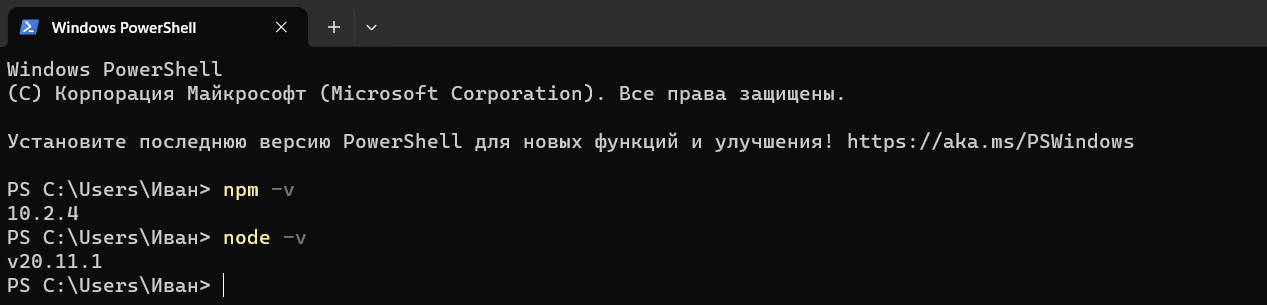 Windows PowerShell
Windows PowerShell
(C) Корпорация Майкрософт (Microsoft Corporation). Все права защищены.
Установите последнюю версию PowerShell для новых функций и улучшения! https://aka.ms/PSWindows
PS C:\Users\Иван> npm -v
10.2.4
PS C:\Users\Иван> node -v
v20.11.1
PS C:\Users\Иван>